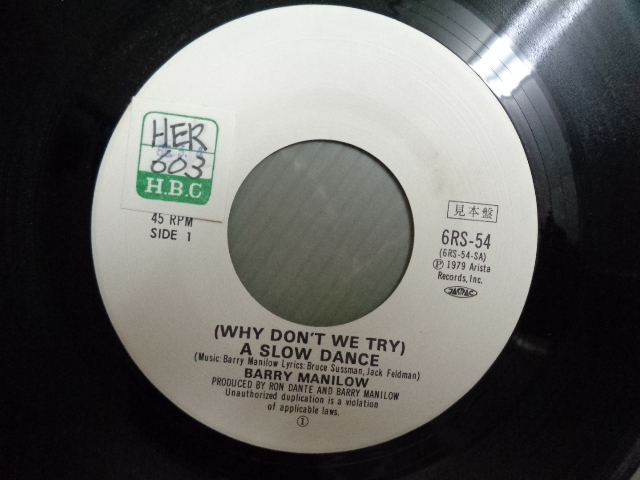 HER
603
H.B.C
45 RPM
SIDE 1
見本盤
6RS-54
(6RS-54-SA)
Ⓟ 1979 Arista
Records, Inc.
JASRAC
(WHY DON'T WE TRY)
A SLOW DANCE
(Music: Barry Manilow Lyrics: Bruce Sussman, Jack Feldman)
BARRY MANILOW
PRODUCED BY RON DANTE AND BARRY MANILOW
Unauthorized duplication is a violation
of applicable laws.
①